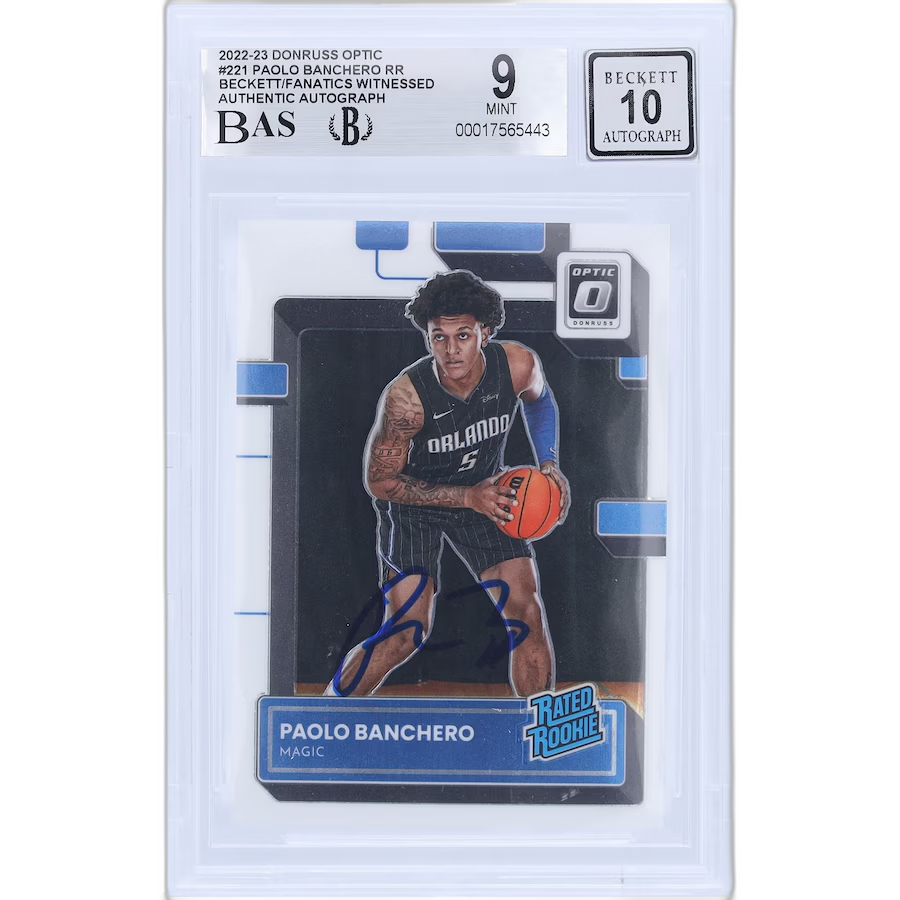 2022-23 DONRUSS OPTIC
#221 PAOLO BANCHERO RR
BECKETT/FANATICS WITNESSED
AUTHENTIC AUTOGRAPH
BAS B
9
MINT
00017565443
BECKETT
10
AUTOGRAPH
OPTIC
O
DONRUSS
Disney
ORLANDO
5
RATED
ROOKIE
PAOLO BANCHERO
MAGIC